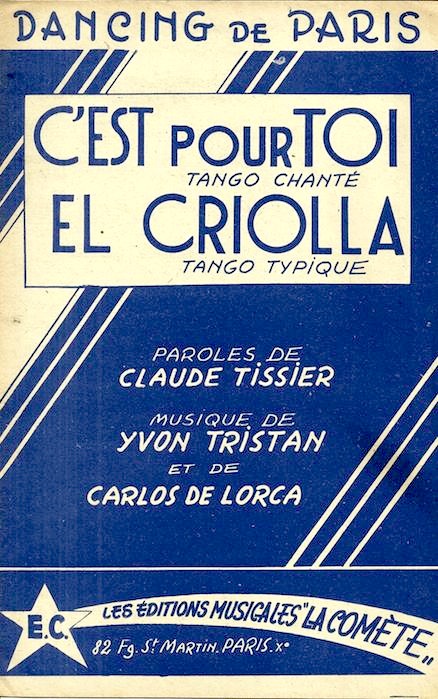 DANCING DE PARIS
C'EST POUR TOI
TANGO CHANTÉ
EL CRIOLLA
TANGO TYPIQUE
PAROLES DE
CLAUDE TISSIER
MUSIQUE DE
YVON TRISTAN
ET DE
CARLOS DE LORCA
E.C. LES ÉDITIONS MUSICALES "LA COMÈTE"
82 Fg. St MARTIN. PARIS. Xº